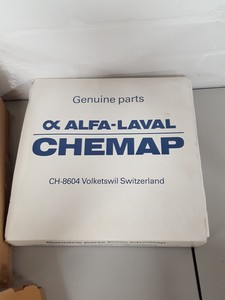 Genuine parts
ALFA-LAVAL
CHEMAP
CH-8604 Volketswil Switzerland